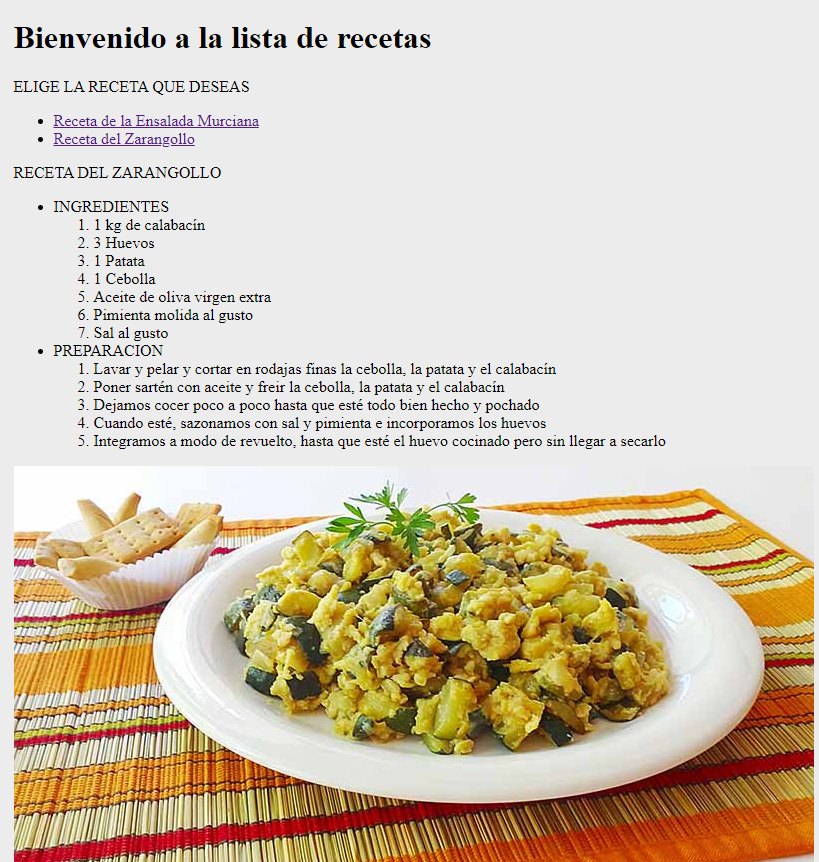 Bienvenido a la lista de recetas
ELIGE LA RECETA QUE DESEAS
Receta de la Ensalada Murciana
Receta del Zarangollo
RECETA DEL ZARANGOLLO
INGREDIENTES
1. 1 kg de calabacín
2. 3 Huevos
3. 1 Patata
4. 1 Cebolla
5. Aceite de oliva virgen extra
6. Pimienta molida al gusto
7. Sal al gusto
PREPARACION
1. Lavar y pelar y cortar en rodajas finas la cebolla, la patata y el calabacín
2. Poner sartén con aceite y freir la cebolla, la patata y el calabacín
3. Dejamos cocer poco a poco hasta que esté todo bien hecho y pochado
4. Cuando esté, sazonamos con sal y pimienta e incorporamos los huevos
5. Integramos a modo de revuelto, hasta que esté el huevo cocinado pero sin llegar a secarlo